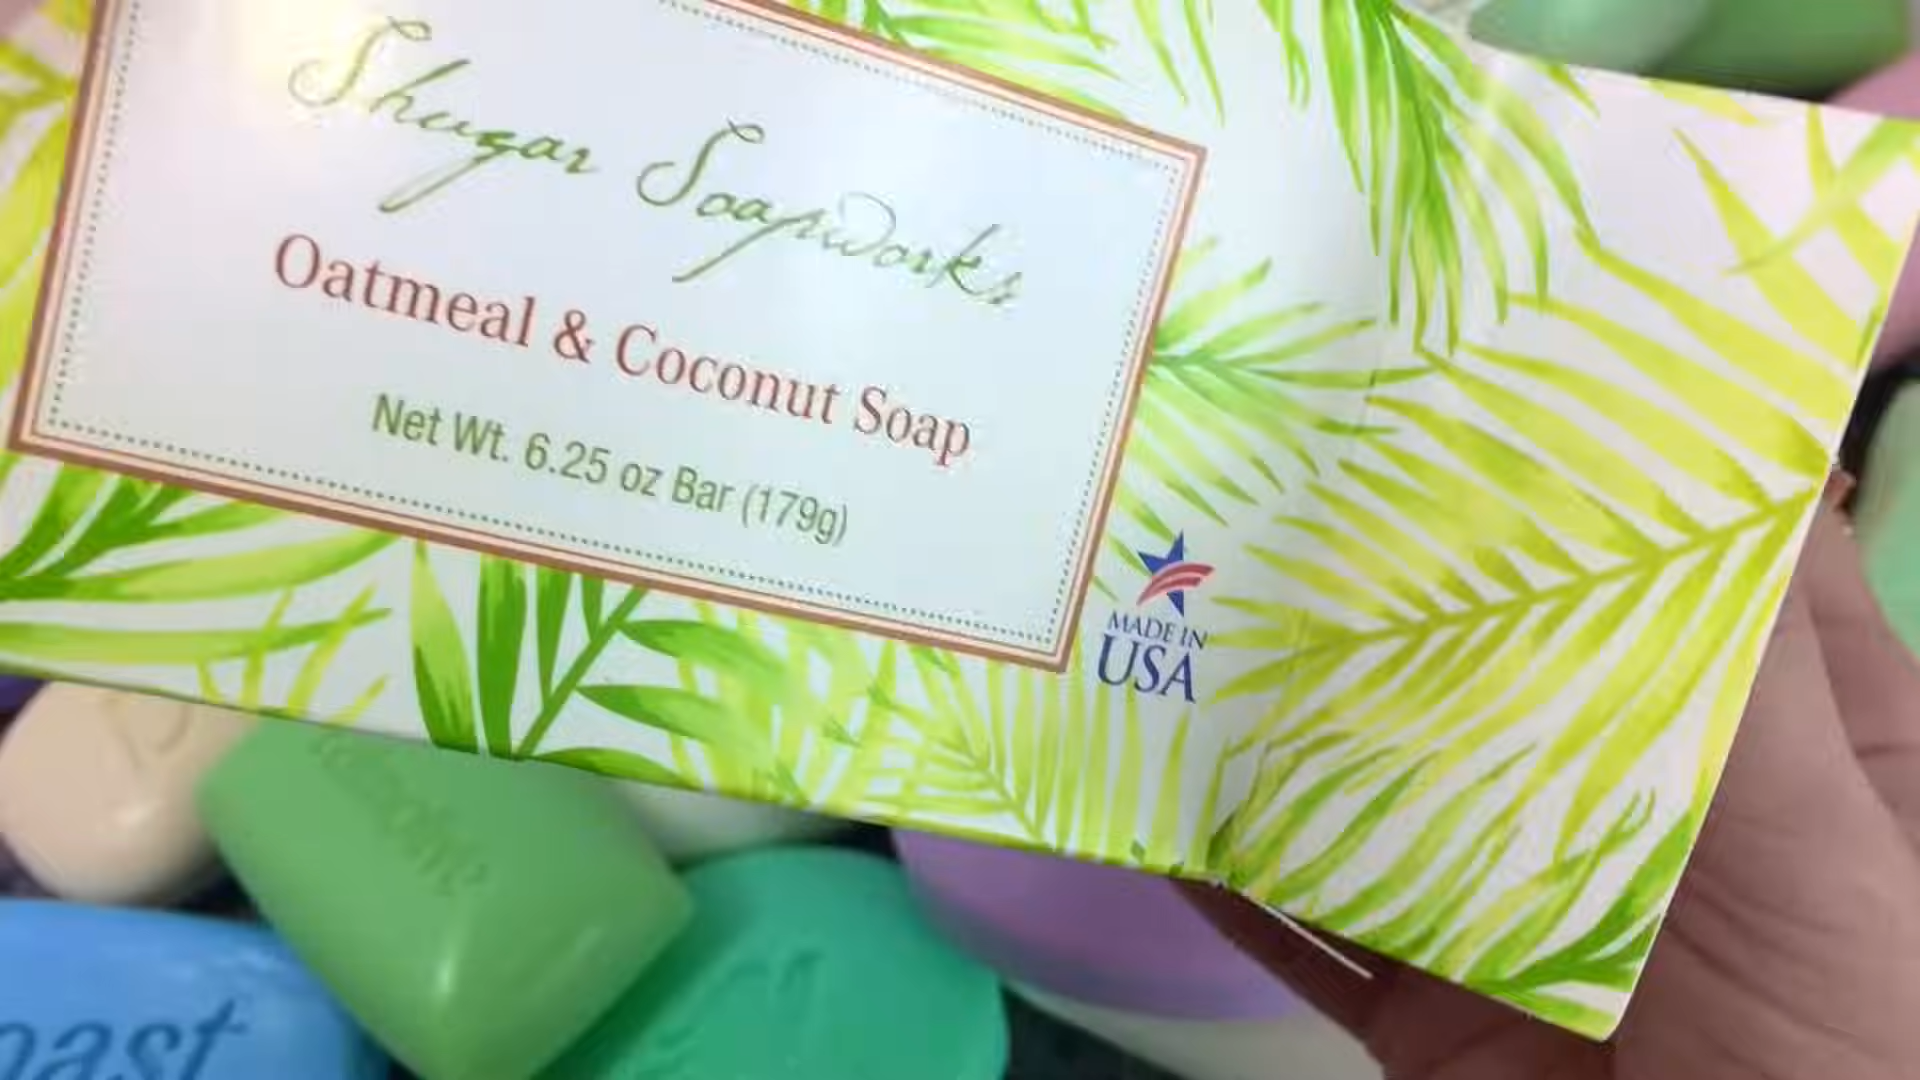 Shugar Soapworks
Oatmeal & Coconut Soap
Net Wt. 6.25 oz Bar (179g)
MADE IN
USA
oast